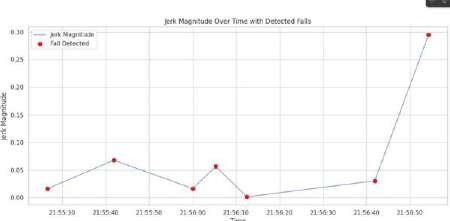 Jerk Magnitude Over Time with Detected Falls
Jerk Magnitude
Fall Detected
Jerk Magnitude
0.30
0.25
0.20
0.15
0.10
0.05
0.00
21:55:30 21:55:40 21:55:50 21:56:00 21:56:10 21:56:20 21:56:30 21:56:40 21:56:50
Time